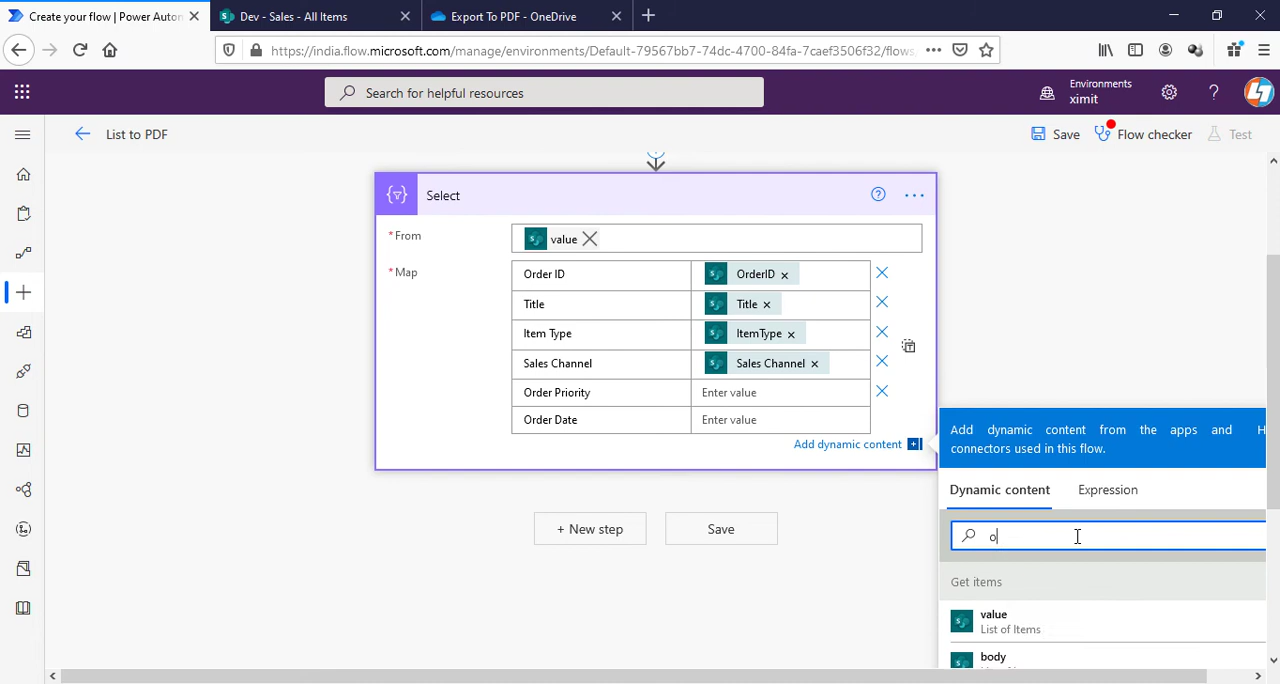 Create your flow | Power Autom
Dev - Sales - All Items
Export To PDF - OneDrive
https://india.flow.microsoft.com/manage/environments/Default-79567bb7-74dc-4700-84fa-7caef3506f32/flows
Search for helpful resources
Environments
ximit
List to PDF
Save
Flow checker
Test
Select
* From
value
* Map
Order ID
OrderID
Title
Title
Item Type
ItemType
Sales Channel
Sales Channel
Order Priority
Enter value
Order Date
Enter value
Add dynamic content
+ New step
Save
Add dynamic content from the apps and H
connectors used in this flow.
Dynamic content
Expression
o
Get items
value
List of Items
body